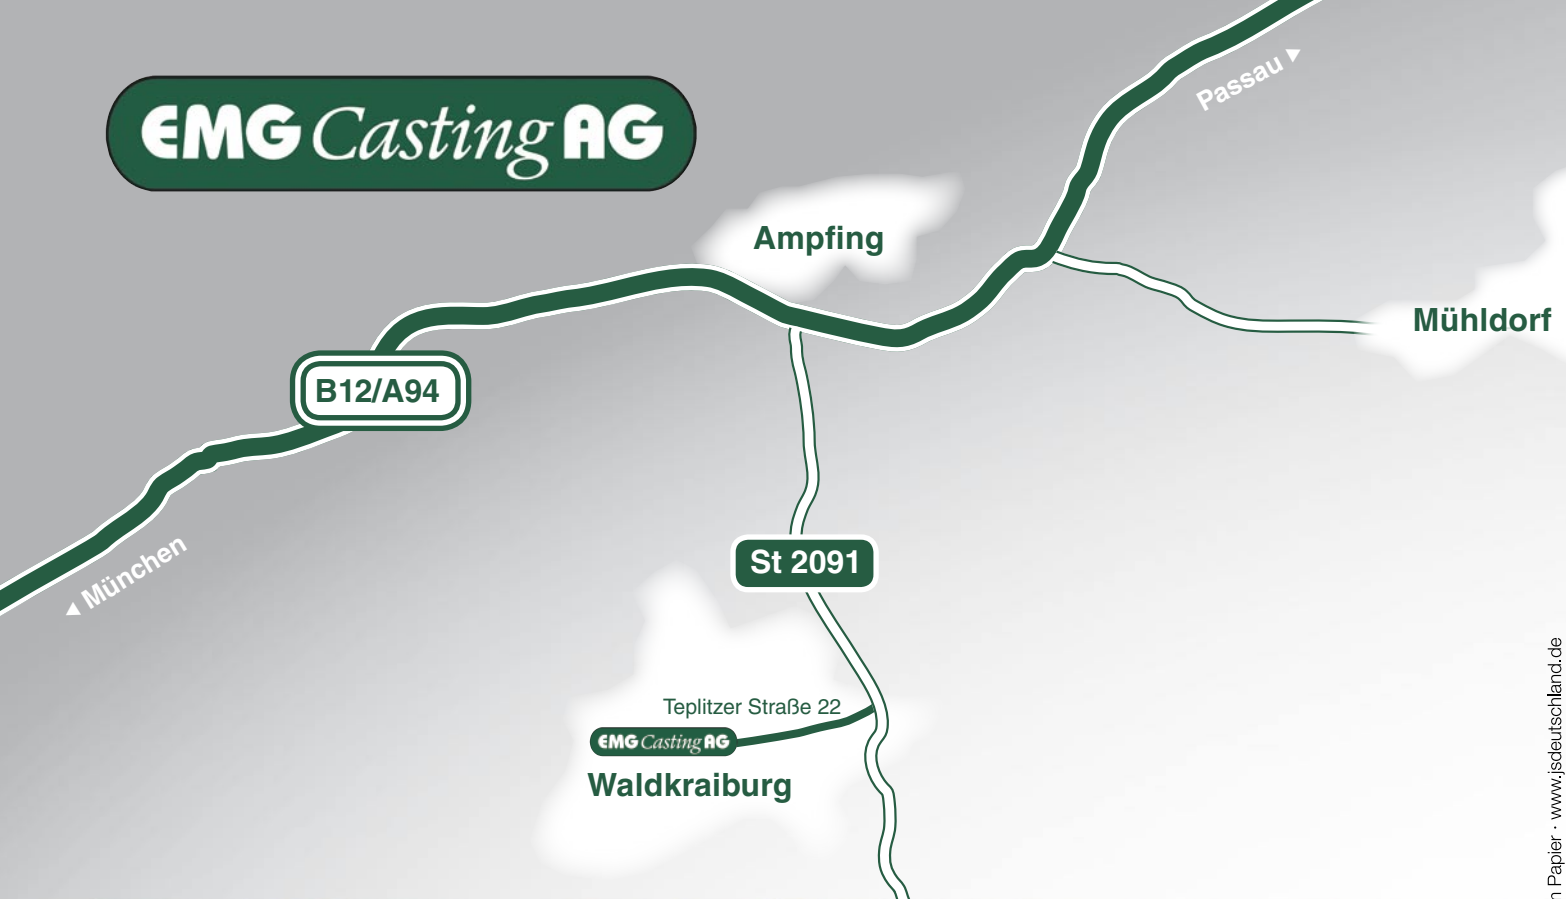 EMG Casting AG
Passau
Ampfing
Mühldorf
B12/A94
München
St 2091
Teplitzer Straße 22
EMG Casting AG
Waldkraiburg
Papier · www.jsdeutschland.de